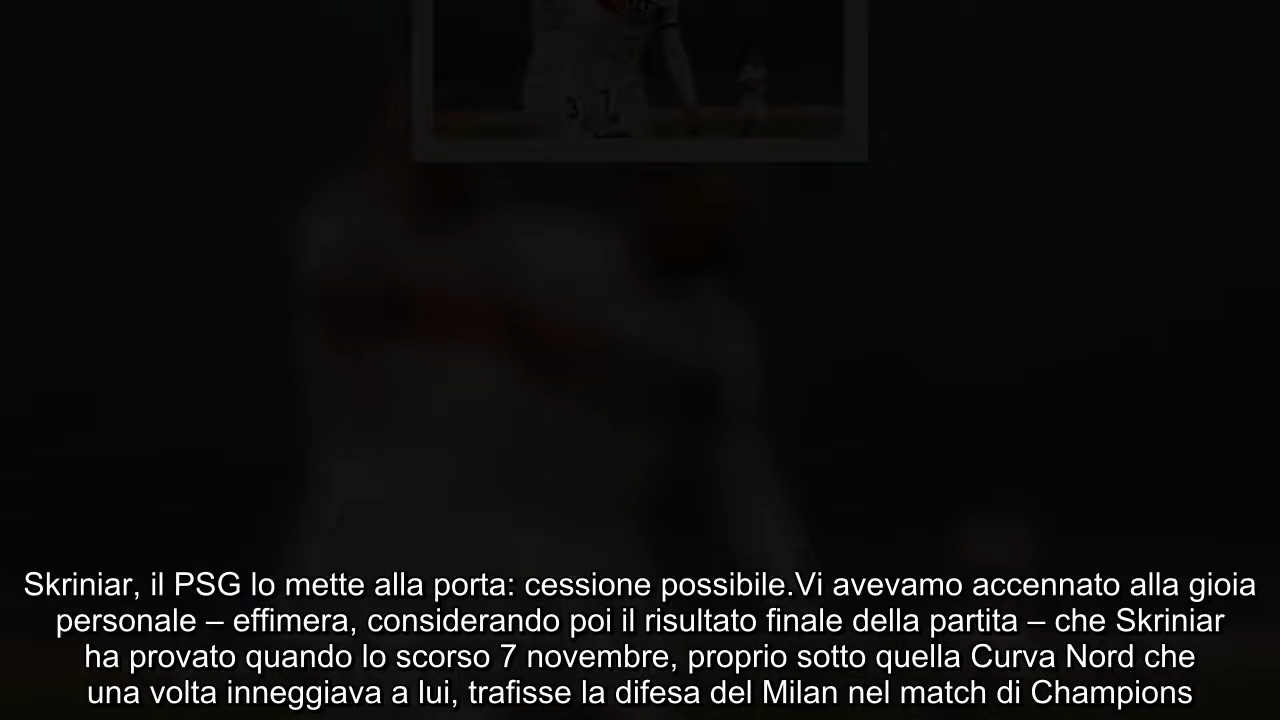 37
Skriniar, il PSG lo mette alla porta: cessione possibile.Vi avevamo accennato alla gioia
personale – effimera, considerando poi il risultato finale della partita – che Skriniar
ha provato quando lo scorso 7 novembre, proprio sotto quella Curva Nord che
una volta inneggiava a lui, trafisse la difesa del Milan nel match di Champions